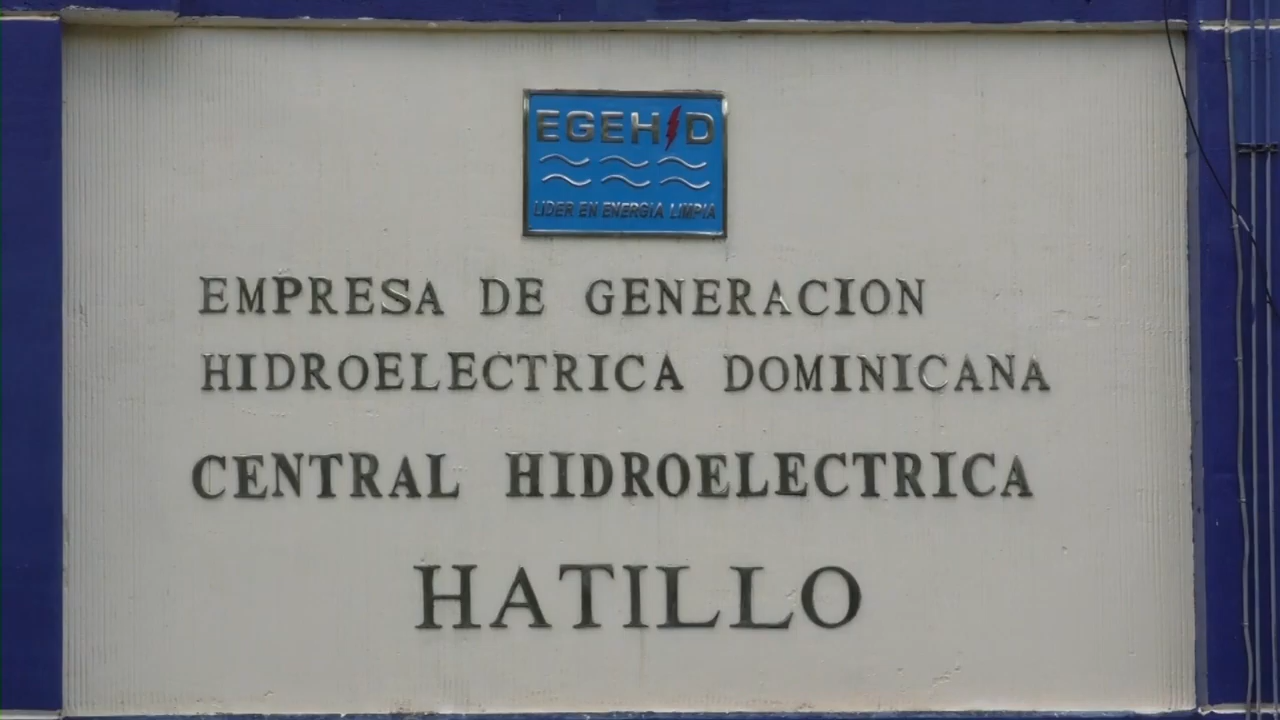 EGEHID
LIDER EN ENERGIA LIMPIA
EMPRESA DE GENERACION
HIDROELECTRICA DOMINICANA
CENTRAL HIDROELECTRICA
HATILLO